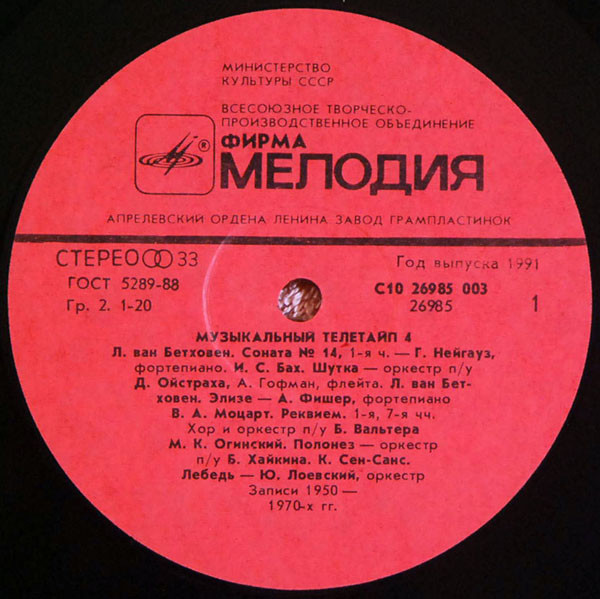 МИНИСТЕРСТВО
КУЛЬТУРЫ СССР
ВСЕСОЮЗНОЕ ТВОРЧЕСКО-
ПРОИЗВОДСТВЕННОЕ ОБЪЕДИНЕНИЕ
® ФИРМА
МЕЛОДИЯ
АПРЕЛЕВСКИЙ ОРДЕНА ЛЕНИНА ЗАВОД ГРАМПЛАСТИНОК
СТЕРЕО 33
Год выпуска 1991
ГОСТ 5289-88
С10 26985 003
Гр. 2. 1-20
26985
1
МУЗЫКАЛЬНЫЙ ТЕЛЕТАЙП 4
Л. ван Бетховен. Соната № 14, 1-я ч. — Г. Нейгауз,
фортепиано. И. С. Бах. Шутка — оркестр п/у
Д. Ойстраха, А. Гофман, флейта. Л. ван Бет-
ховен. Элизе — А. Фишер, фортепиано
В. А. Моцарт. Реквием. 1-я, 7-я чч.
Хор и оркестр п/у Б. Вальтера
М. К. Огинский. Полонез — оркестр
п/у Б. Хайкина. К. Сен-Санс.
Лебедь — Ю. Лоевский, оркестр
Записи 1950 —
1970-х гг.